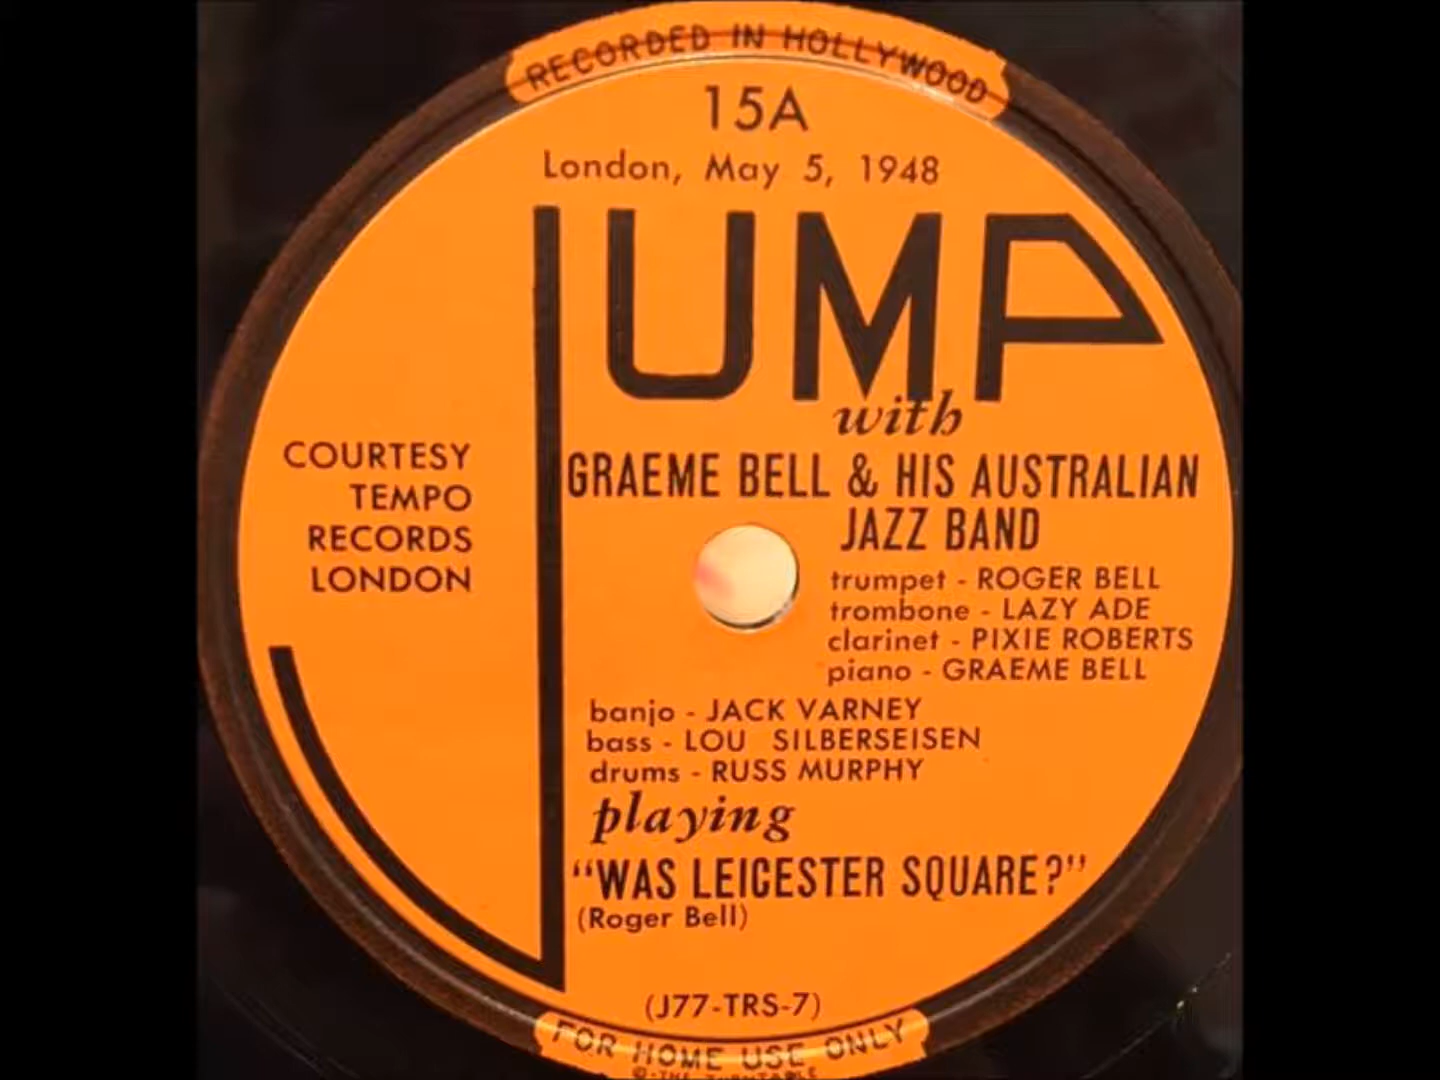 RECORDED IN HOLLYWOOD
15A
London, May 5, 1948
JUMP
with
GRAEME BELL & HIS AUSTRALIAN
JAZZ BAND
COURTESY
TEMPO
RECORDS
LONDON
trumpet - ROGER BELL
trombone - LAZY ADE
clarinet - PIXIE ROBERTS
piano - GRAEME BELL
banjo - JACK VARNEY
bass - LOU SILBERSEISEN
drums - RUSS MURPHY
playing
"WAS LEICESTER SQUARE?"
(Roger Bell)
(J77-TRS-7)
FOR HOME USE ONLY
THE TURNTABLE